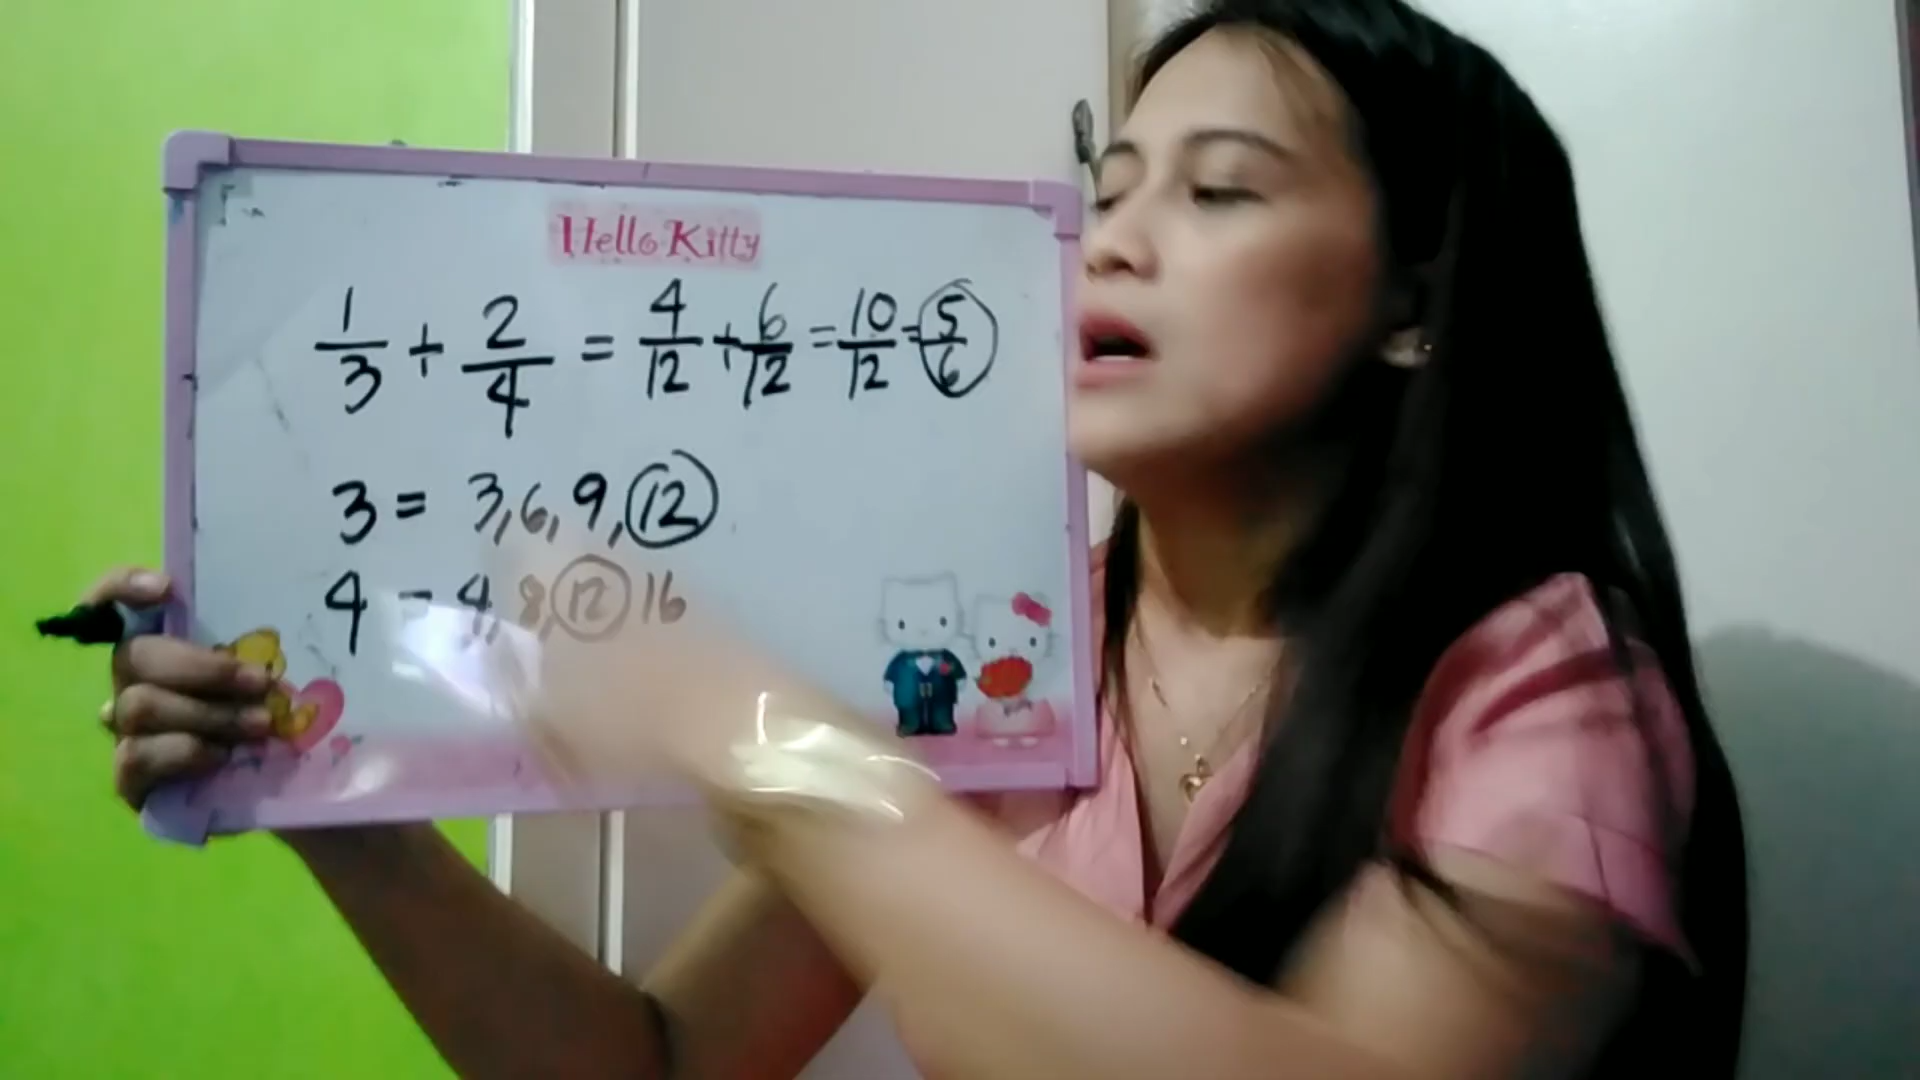 Hello Kitty
1/3 + 2/4 = 4/12 + 6/12 = 10/12 = 5/6
3 = 3, 6, 9, 12
4 = 4, 8, 12 16